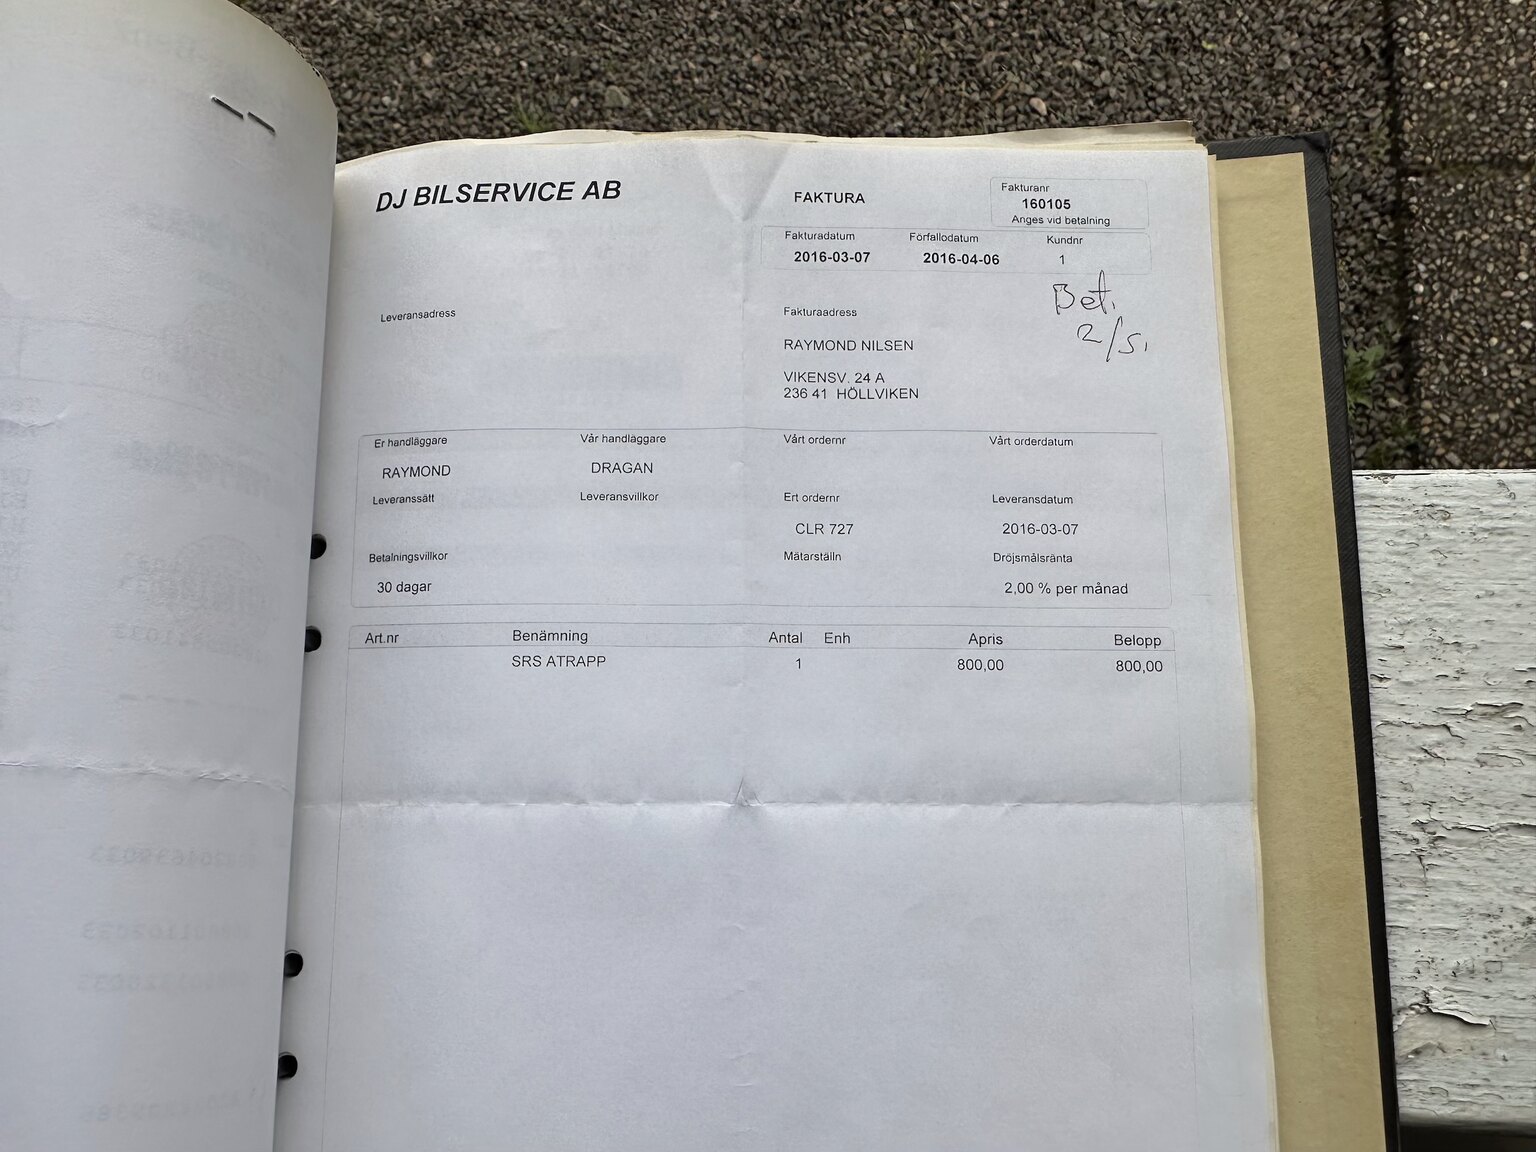 DJ BILSERVICE AB
FAKTURA
Fakturanr
160105
Anges vid betalning
Fakturadatum Förfallodatum Kundnr
2016-03-07 2016-04-06 1
Bet.
2/5.
Leveransadress
Fakturaadress
RAYMOND NILSEN
VIKENSV. 24 A
236 41 HÖLLVIKEN
Er handläggare Vår handläggare Vårt ordernr Vårt orderdatum
RAYMOND DRAGAN
Leveranssätt Leveransvillkor Ert ordernr Leveransdatum
CLR 727 2016-03-07
Betalningsvillkor Mätarställn Dröjsmålsränta
30 dagar 2,00 % per månad
Art.nr Benämning Antal Enh Apris Belopp
SRS ATRAPP 1 800,00 800,00